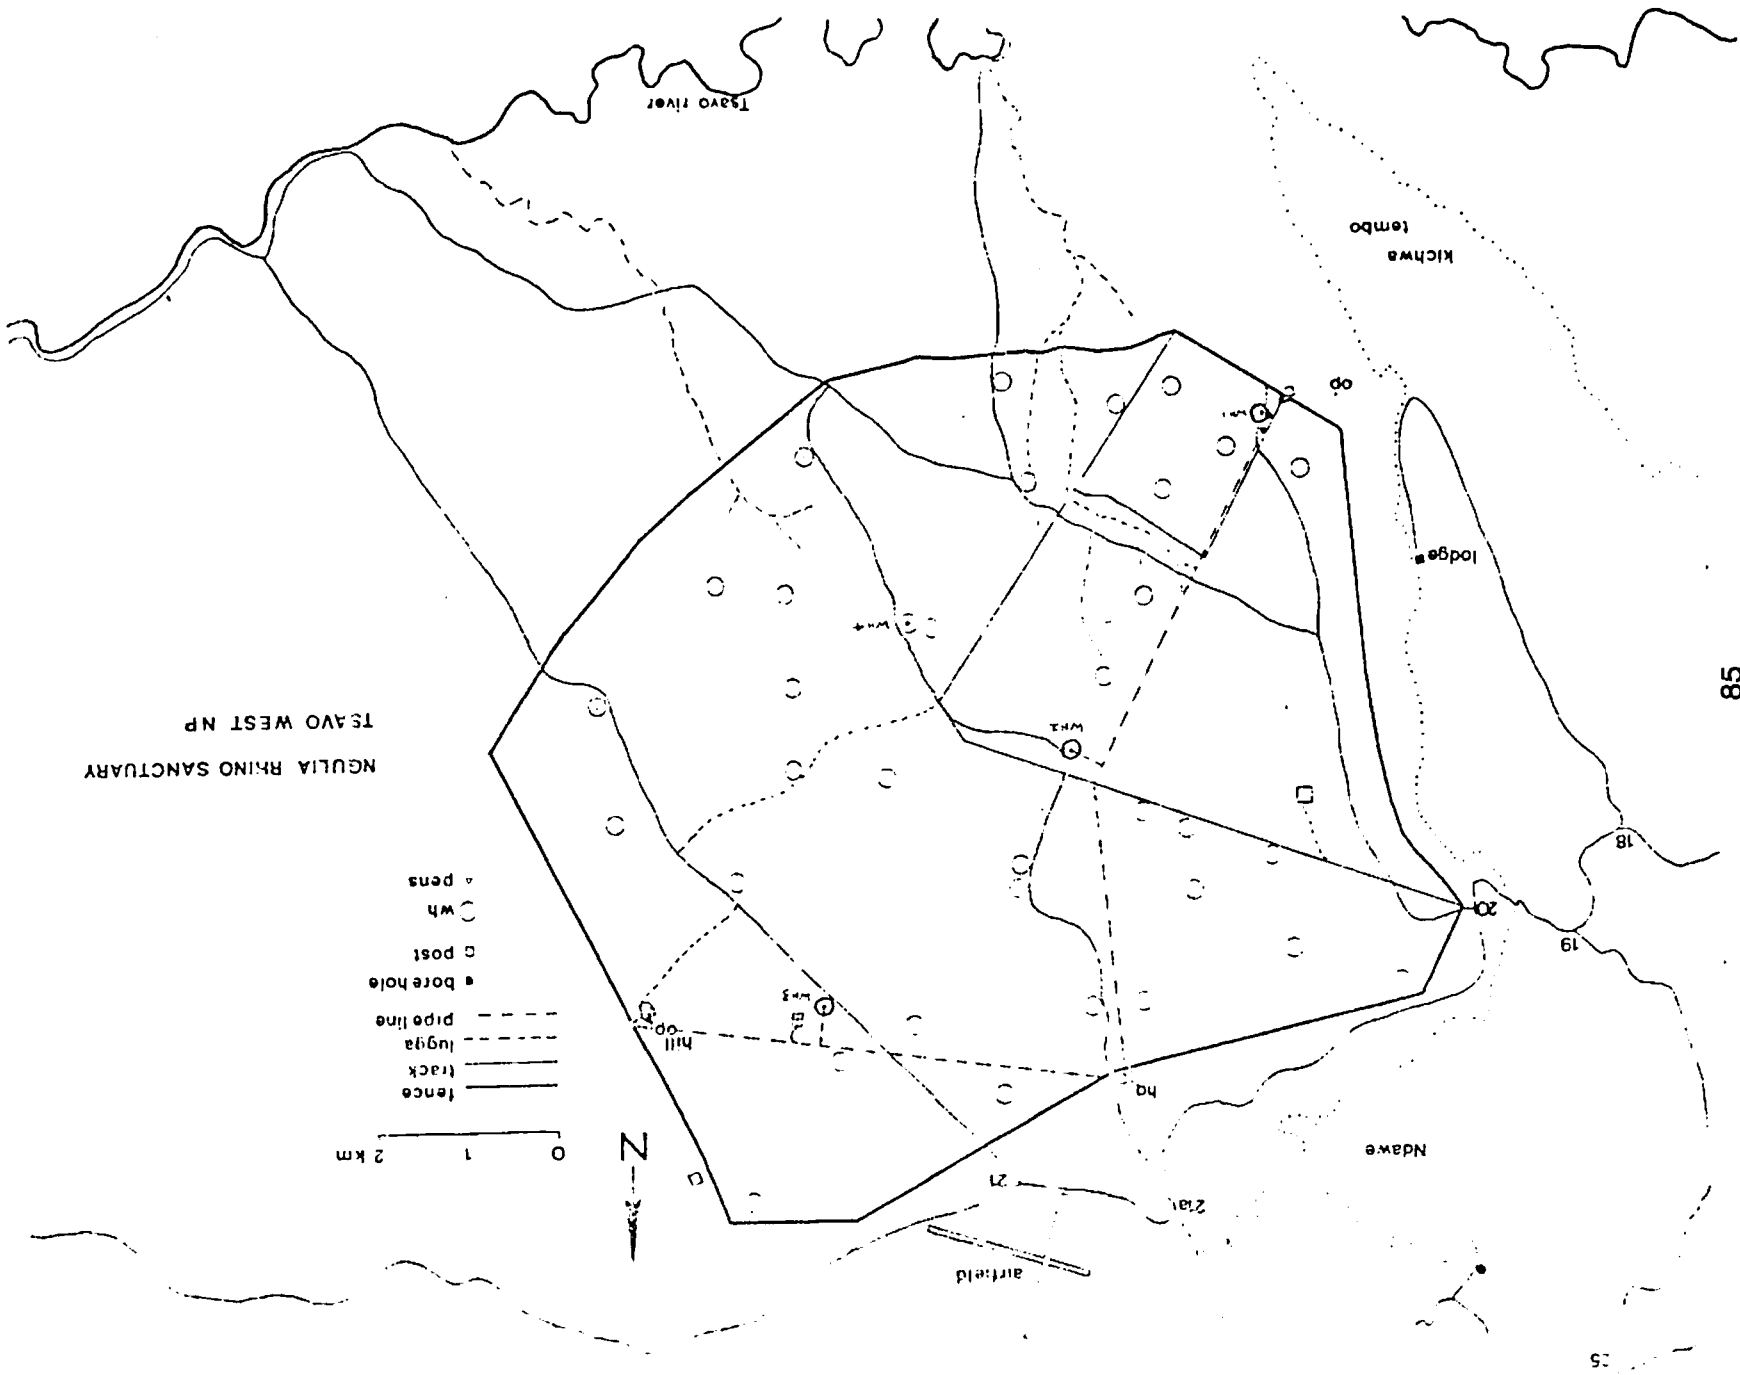 25
airfield
21a
21
Ndawe
hq
N
0 1 2 km
fence
track
lugga
pipe line
borehole
post
wh
pens
hill
op
WH3
19
20
18
NGULIA RHINO SANCTUARY
TSAVO WEST NP
WH2
WH4
lodge
WH1
op
kichwa
tembo
Tsavo river
85